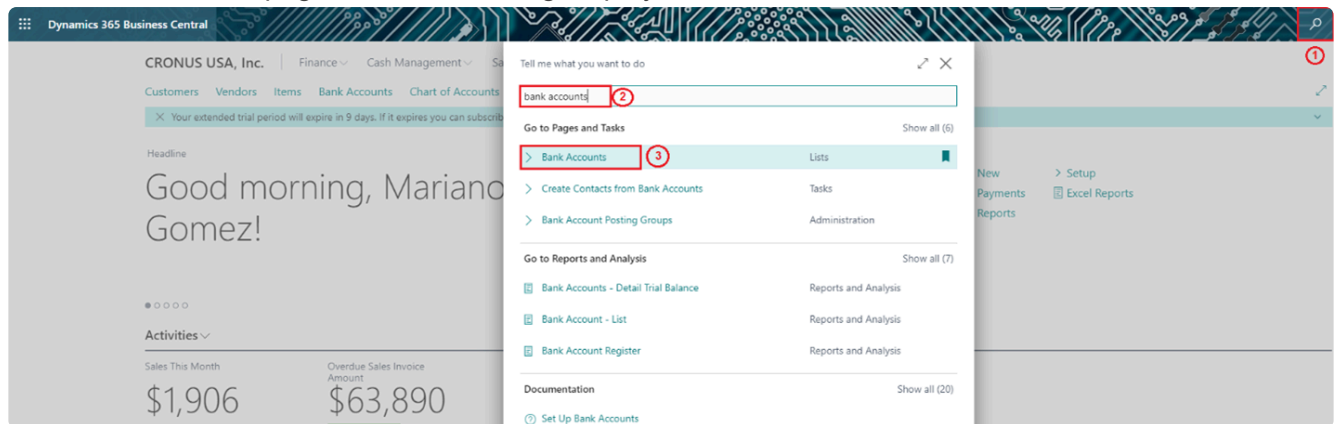 Dynamics 365 Business Central
1
CRONUS USA, Inc. Finance Cash Management Sa
Customers Vendors Items Bank Accounts Chart of Accounts
Your extended trial period will expire in 9 days. If it expires you can subscrib
Headline
Good morning, Mariano
Gomez!
Activities
Sales This Month Overdue Sales Invoice
Amount
$1,906 $63,890
Tell me what you want to do
bank accounts 2
Go to Pages and Tasks Show all (6)
Bank Accounts 3 Lists
Create Contacts from Bank Accounts Tasks
Bank Account Posting Groups Administration
Go to Reports and Analysis Show all (7)
Bank Accounts - Detail Trial Balance Reports and Analysis
Bank Account - List Reports and Analysis
Bank Account Register Reports and Analysis
Documentation Show all (20)
Set Up Bank Accounts
New > Setup
Payments Excel Reports
Reports